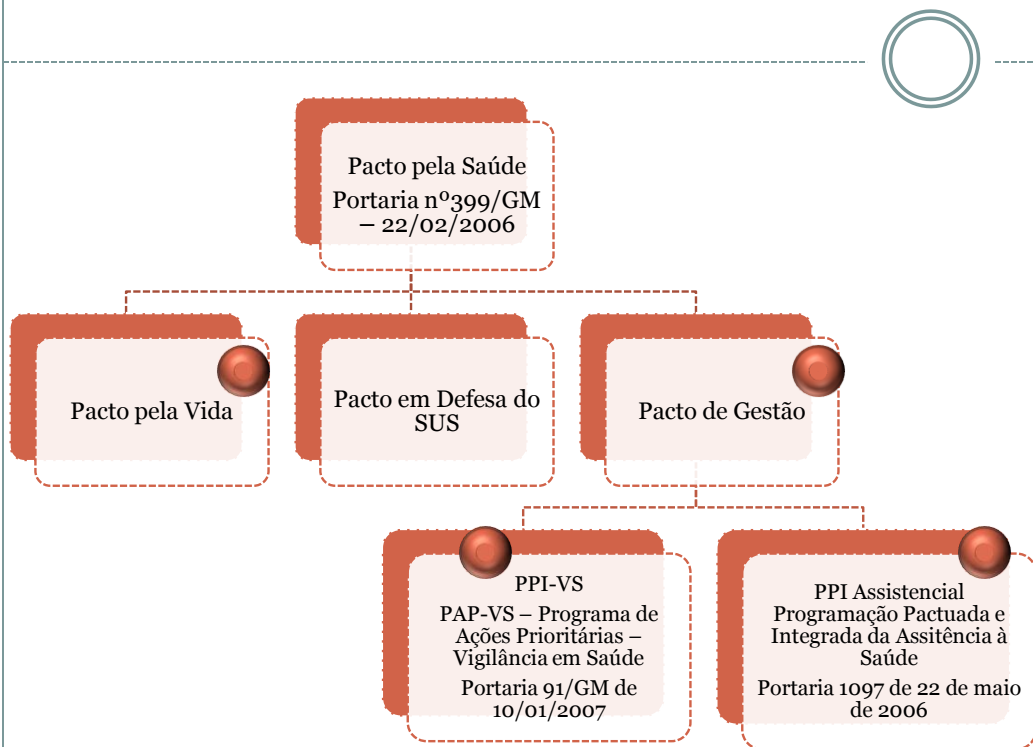 Pacto pela Saúde
Portaria nº399/GM
– 22/02/2006
Pacto pela Vida
Pacto em Defesa do
SUS
Pacto de Gestão
PPI-VS
PAP-VS – Programa de
Ações Prioritárias –
Vigilância em Saúde
Portaria 91/GM de
10/01/2007
PPI Assistencial
Programação Pactuada e
Integrada da Assitência à
Saúde
Portaria 1097 de 22 de maio
de 2006